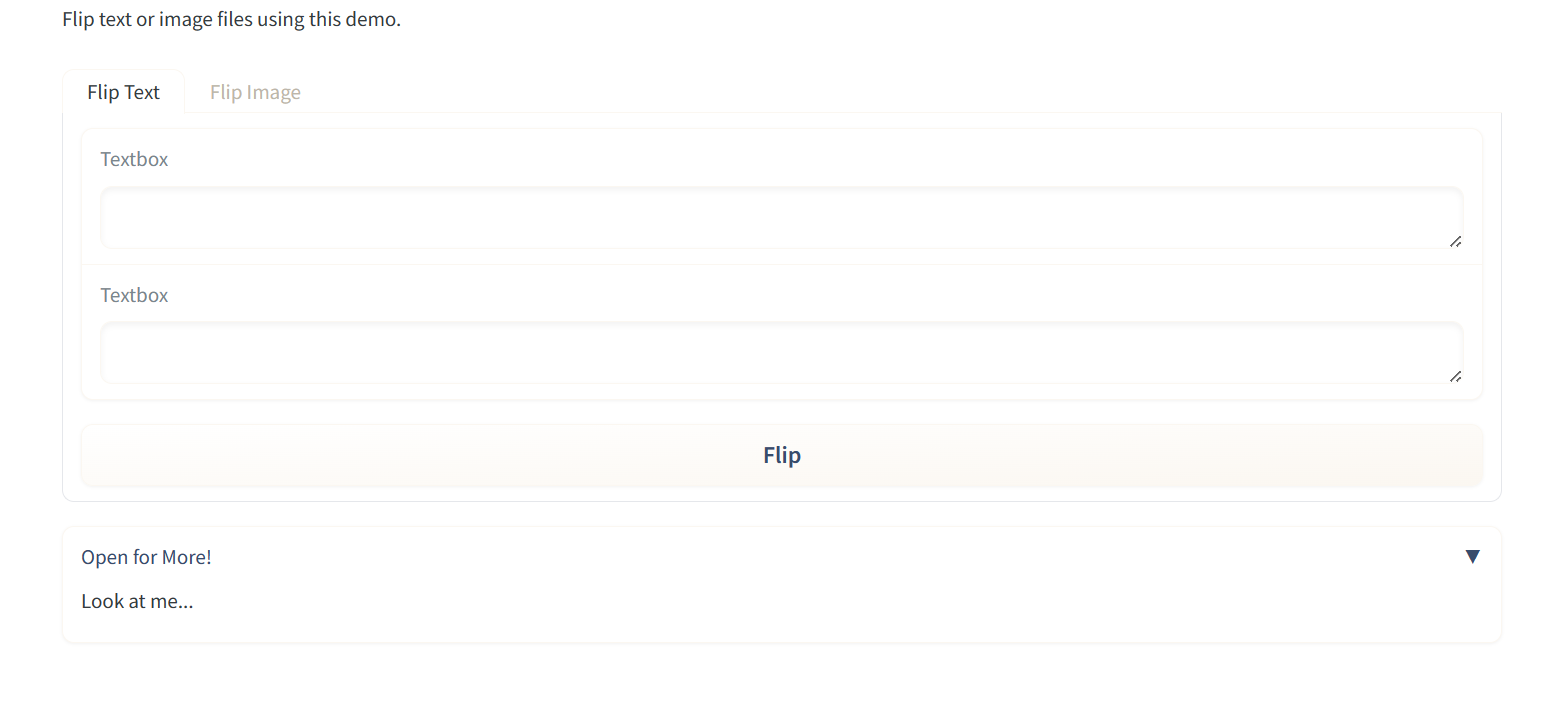 Flip text or image files using this demo.
Flip Text
Flip Image
Textbox
Textbox
Flip
Open for More!
▼
Look at me...